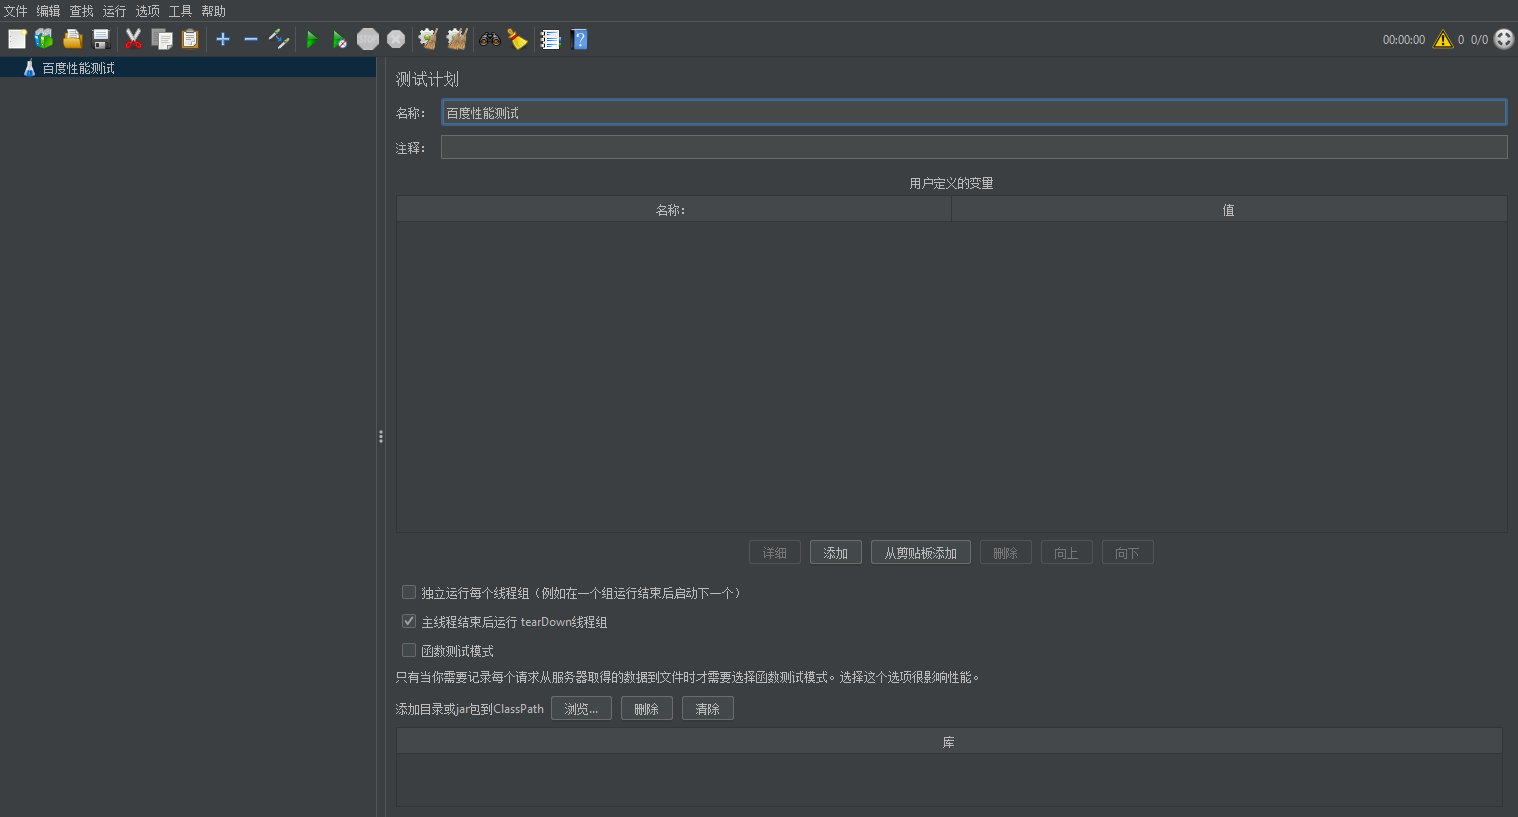 文件 编辑 查找 运行 选项 工具 帮助
00:00:00 0 0/0
百度性能测试
测试计划
名称： 百度性能测试
注释：
用户定义的变量
名称： 值
详细 添加 从剪贴板添加 删除 向上 向下
独立运行每个线程组（例如在一个组运行结束后启动下一个）
主线程结束后运行 tearDown线程组
函数测试模式
只有当你需要记录每个请求从服务器取得的数据到文件时才需要选择函数测试模式。选择这个选项很影响性能。
添加目录或jar包到ClassPath 浏览... 删除 清除
库